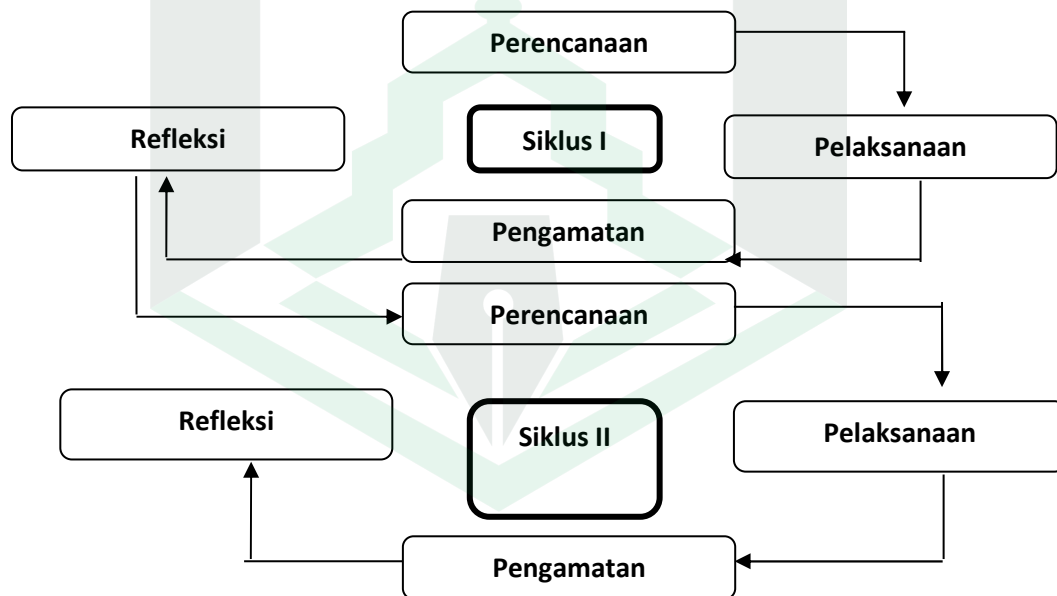 Perencanaan
Refleksi
Siklus I
Pelaksanaan
Pengamatan
Perencanaan
Refleksi
Siklus II
Pelaksanaan
Pengamatan